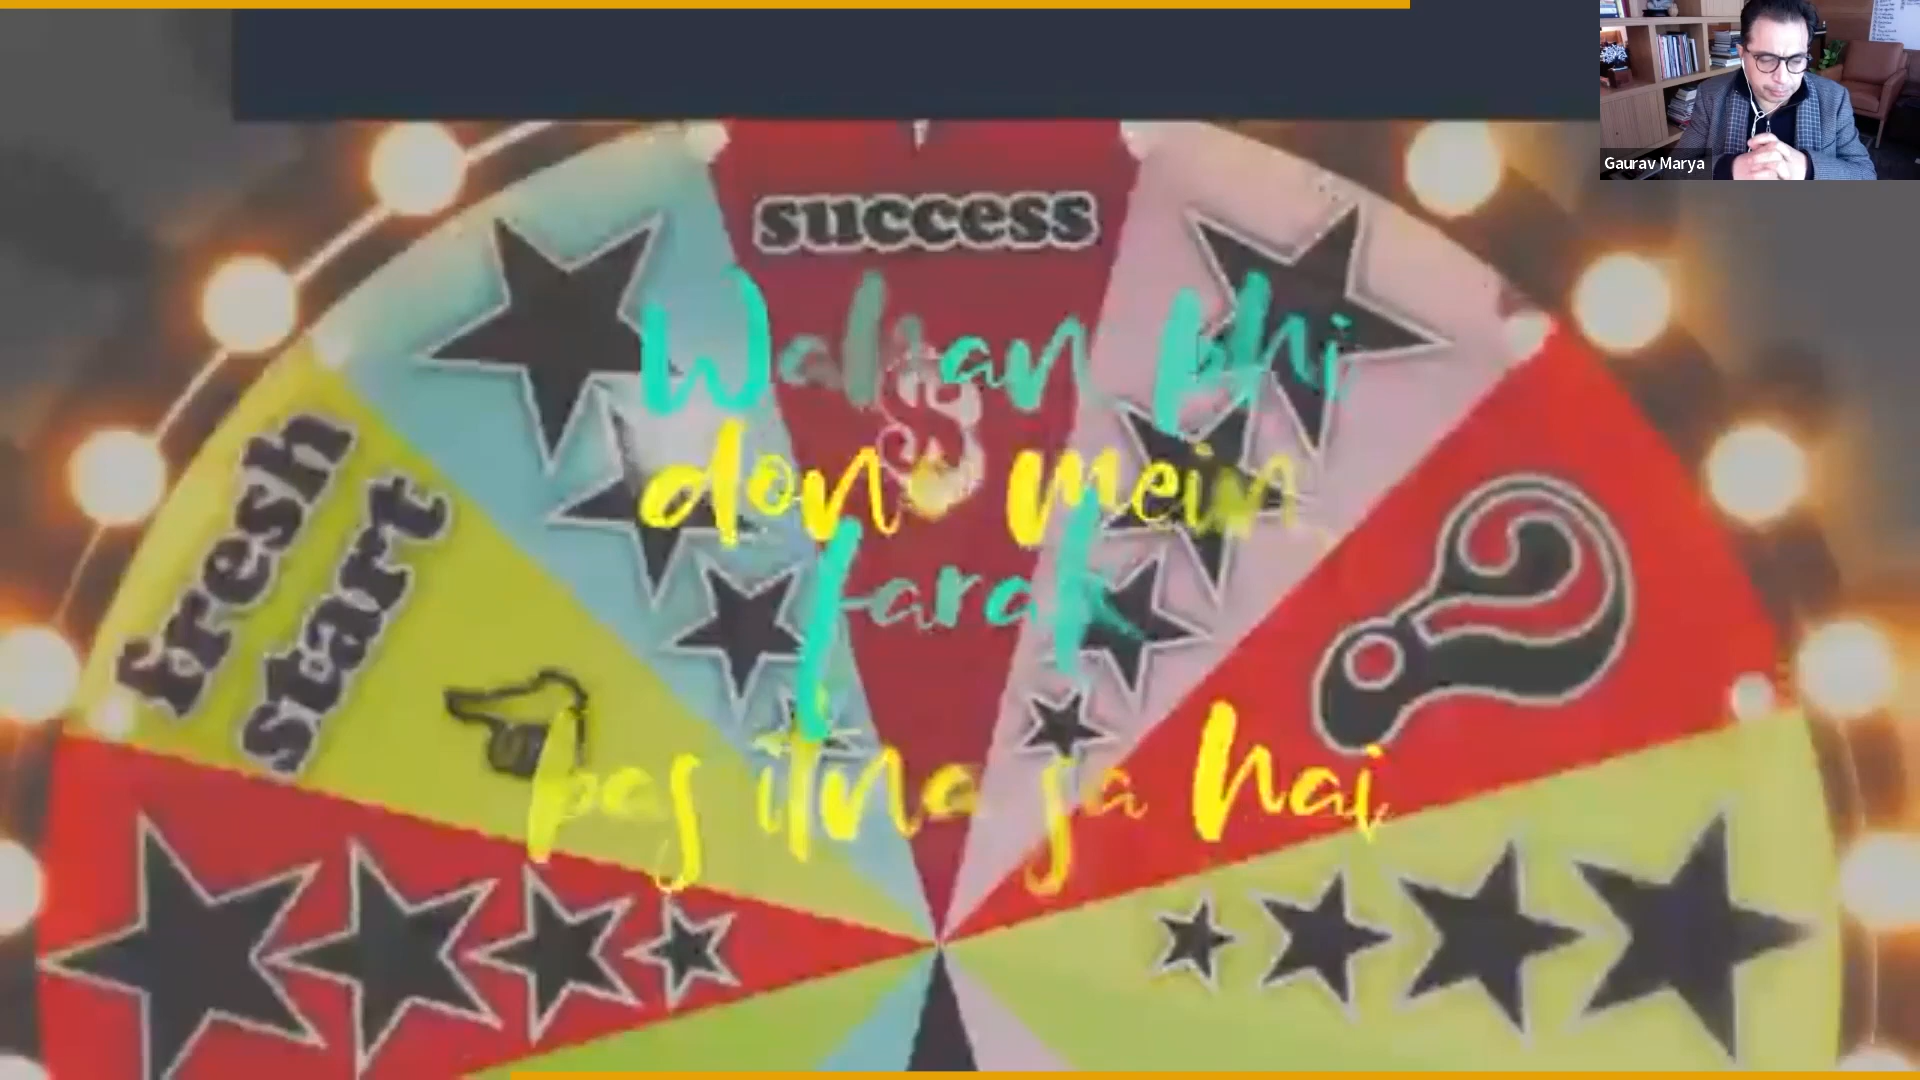 Gaurav Marya
success
Wahan bhi
dono mein
farak
bas itna sa hai
fresh
start
?